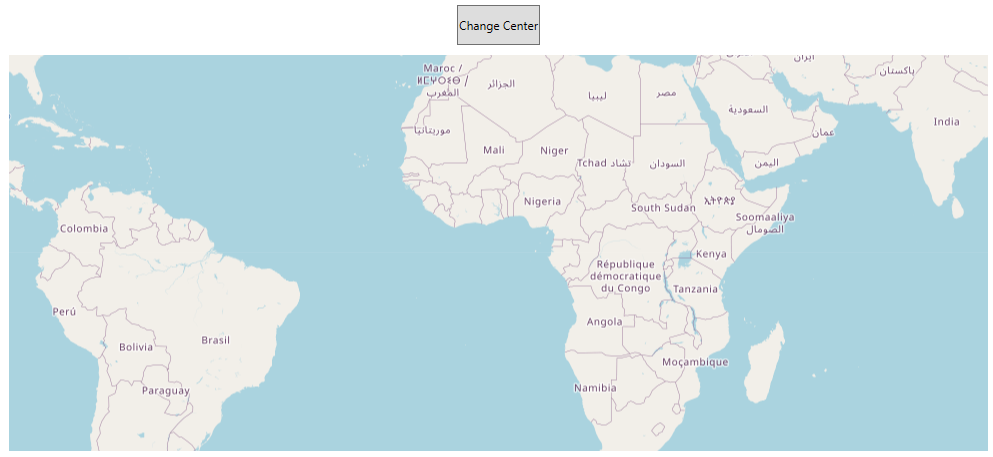 Change Center
Maroc /
ⵍⵎⵖⵔⵉⴱ /
المغرب
الجزائر
ليبيا
مصر
السعودية
ایران
پاکستان
India
عمان
اليمن
موريتانيا
Mali
Niger
Tchad تشاد
السودان
Nigeria
South Sudan
ኢትዮጵያ
Soomaaliya
الصومال
Kenya
République
démocratique
du Congo
Tanzania
Angola
Moçambique
Namibia
Colombia
Perú
Brasil
Bolivia
Paraguay